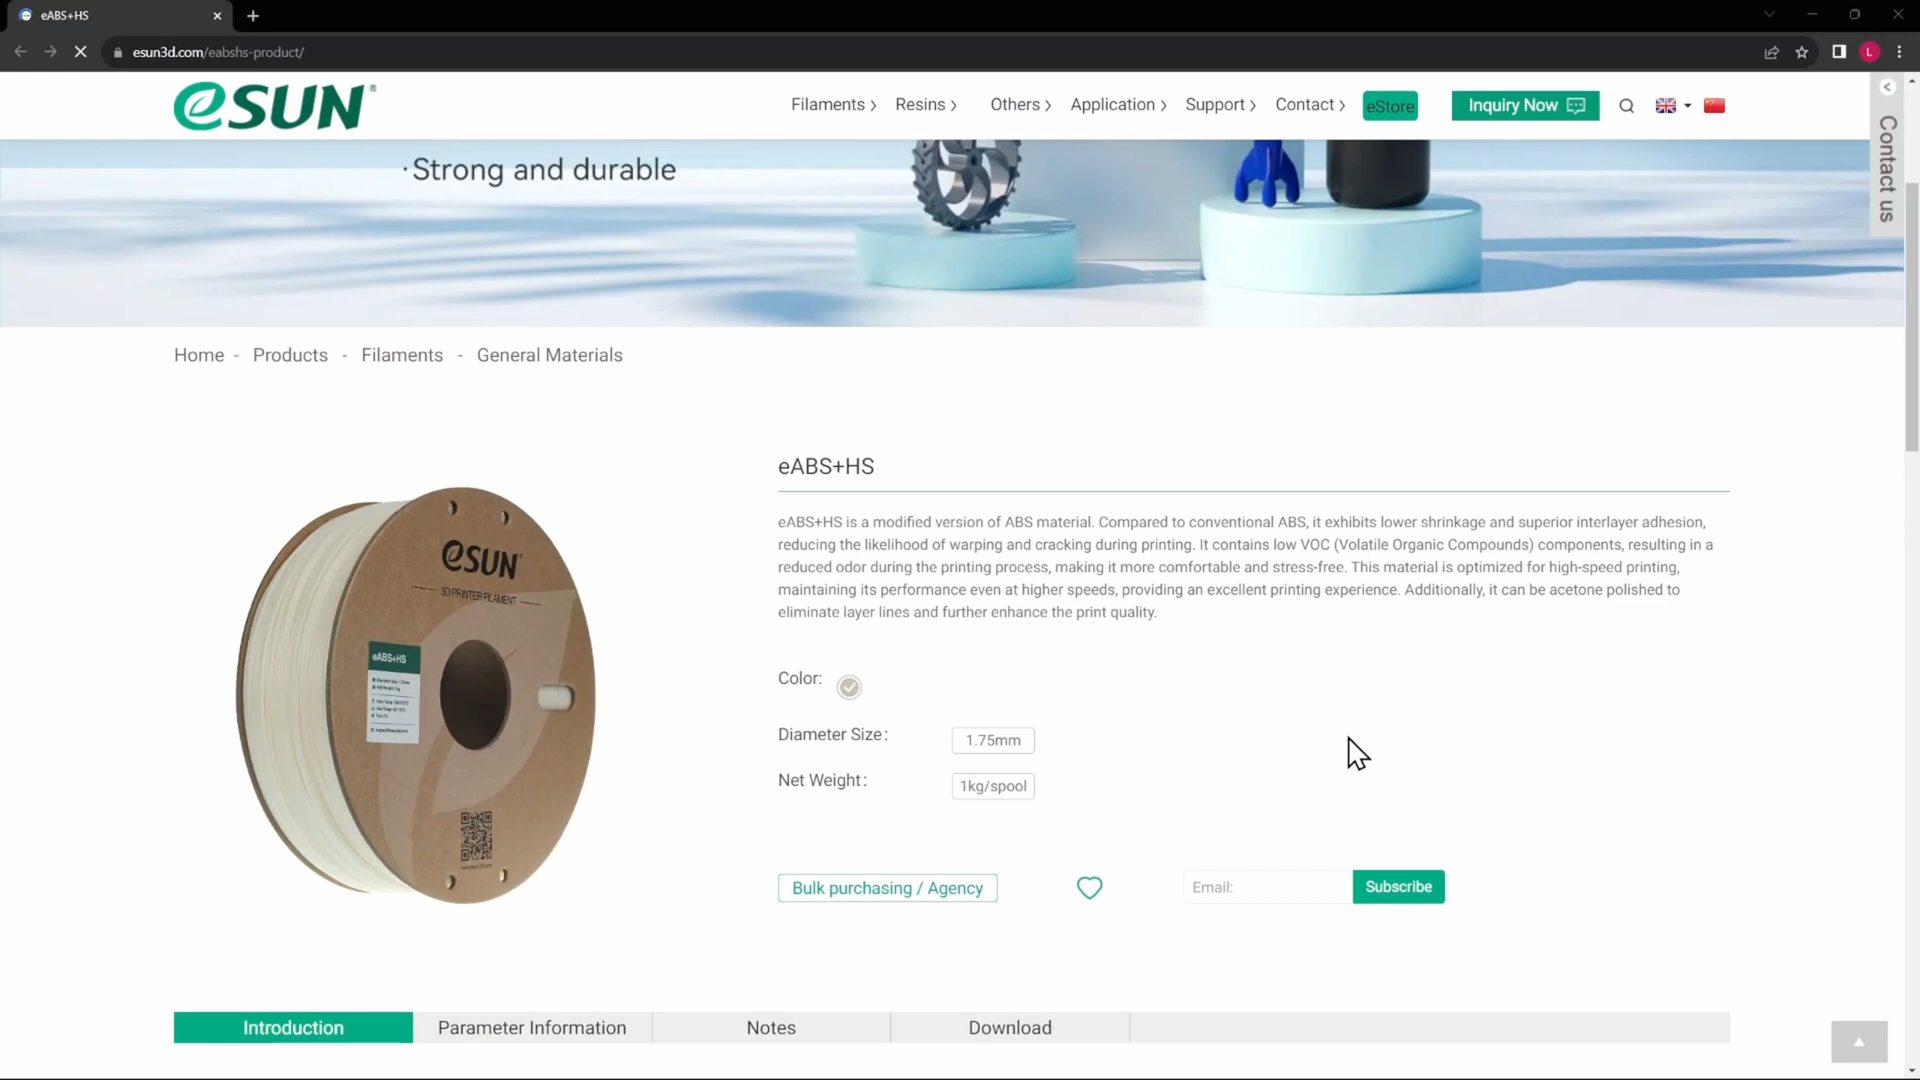 eABS+HS
esun3d.com/eabshs-product/
L
eSUN®
Filaments
Resins
Others
Application
Support
Contact
eStore
Inquiry Now
Contact us
·Strong and durable
Home - Products - Filaments - General Materials
eABS+HS
eABS+HS is a modified version of ABS material. Compared to conventional ABS, it exhibits lower shrinkage and superior interlayer adhesion,
reducing the likelihood of warping and cracking during printing. It contains low VOC (Volatile Organic Compounds) components, resulting in a
reduced odor during the printing process, making it more comfortable and stress-free. This material is optimized for high-speed printing,
maintaining its performance even at higher speeds, providing an excellent printing experience. Additionally, it can be acetone polished to
eliminate layer lines and further enhance the print quality.
eSUN
3D PRINTER FILAMENT
eABS+HS
Color:
Diameter Size: 1.75mm
Net Weight: 1kg/spool
Bulk purchasing / Agency
Email:
Subscribe
Introduction
Parameter Information
Notes
Download